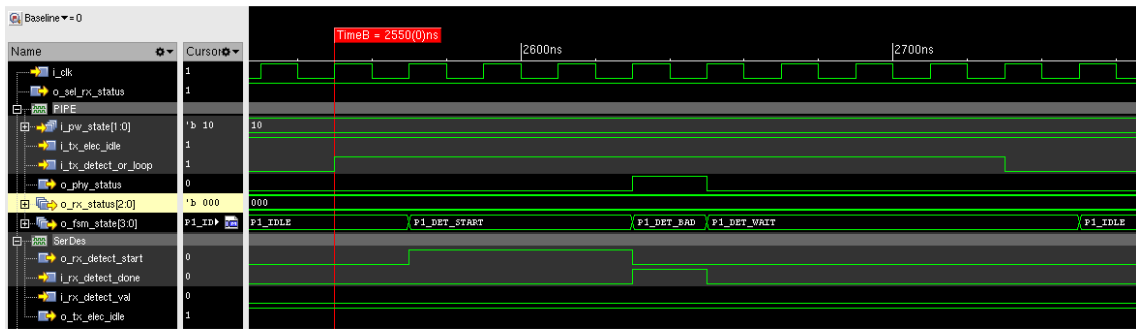 Baseline ▼ = 0
TimeB = 2550(0)ns
2600ns
2700ns
Name
Cursor
i_clk 1
o_sel_rx_status 1
PIPE
i_pw_state[1:0] 'b 10 10
i_tx_elec_idle 1
i_tx_detect_or_loop 1
o_phy_status 0
o_rx_status[2:0] 'b 000 000
o_fsm_state[3:0] P1_ID P1_IDLE P1_DET_START P1_DET_BAD P1_DET_WAIT P1_IDLE
SerDes
o_rx_detect_start 0
i_rx_detect_done 0
i_rx_detect_val 0
o_tx_elec_idle 1